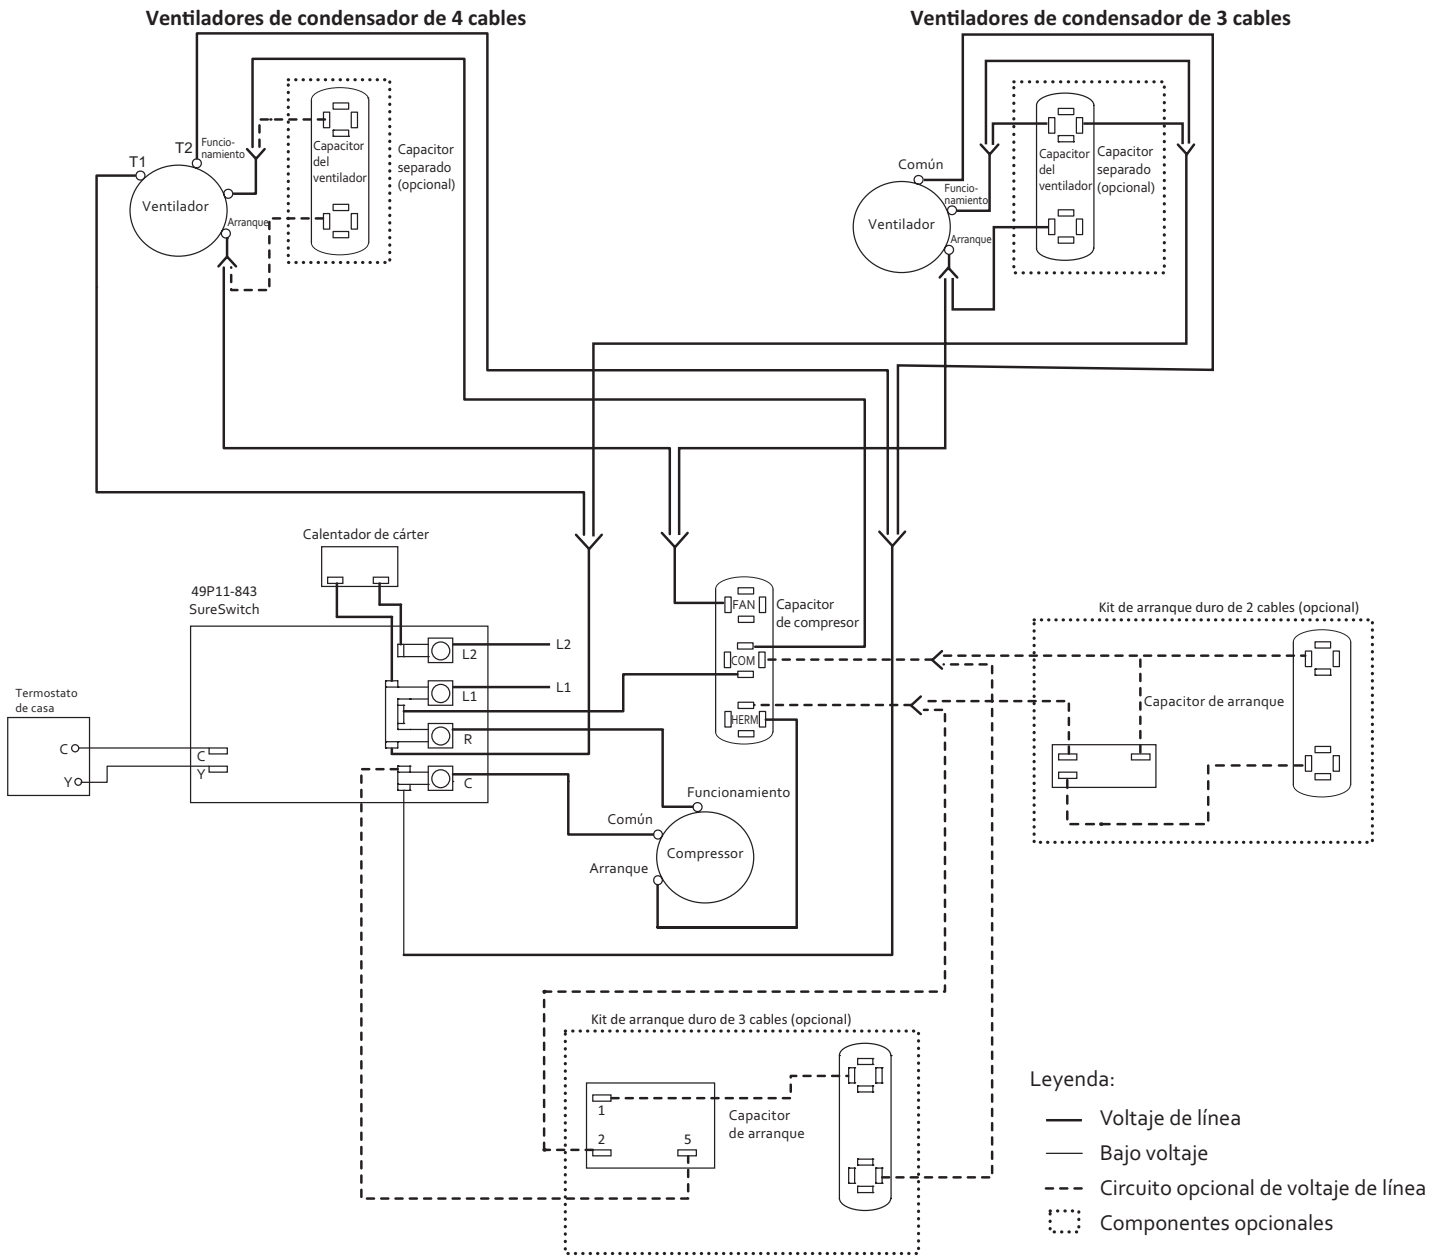 Ventiladores de condensador de 4 cables
Ventiladores de condensador de 3 cables
T1
T2
Funcio-
namiento
Ventilador
Arranque
Capacitor
del
ventilador
Capacitor
separado
(opcional)
Común
Funcio-
namiento
Ventilador
Arranque
Capacitor
del
ventilador
Capacitor
separado
(opcional)
Calentador de cárter
49P11-843
SureSwitch
L2
L2
L1
L1
R
C
C
Y
Termostato
de casa
C
Y
FAN
COM
HERM
Capacitor
de compresor
Funcionamiento
Común
Compressor
Arranque
Kit de arranque duro de 2 cables (opcional)
Capacitor de arranque
Kit de arranque duro de 3 cables (opcional)
1
2
5
Capacitor
de arranque
Leyenda:
Voltaje de línea
Bajo voltaje
Circuito opcional de voltaje de línea
Componentes opcionales